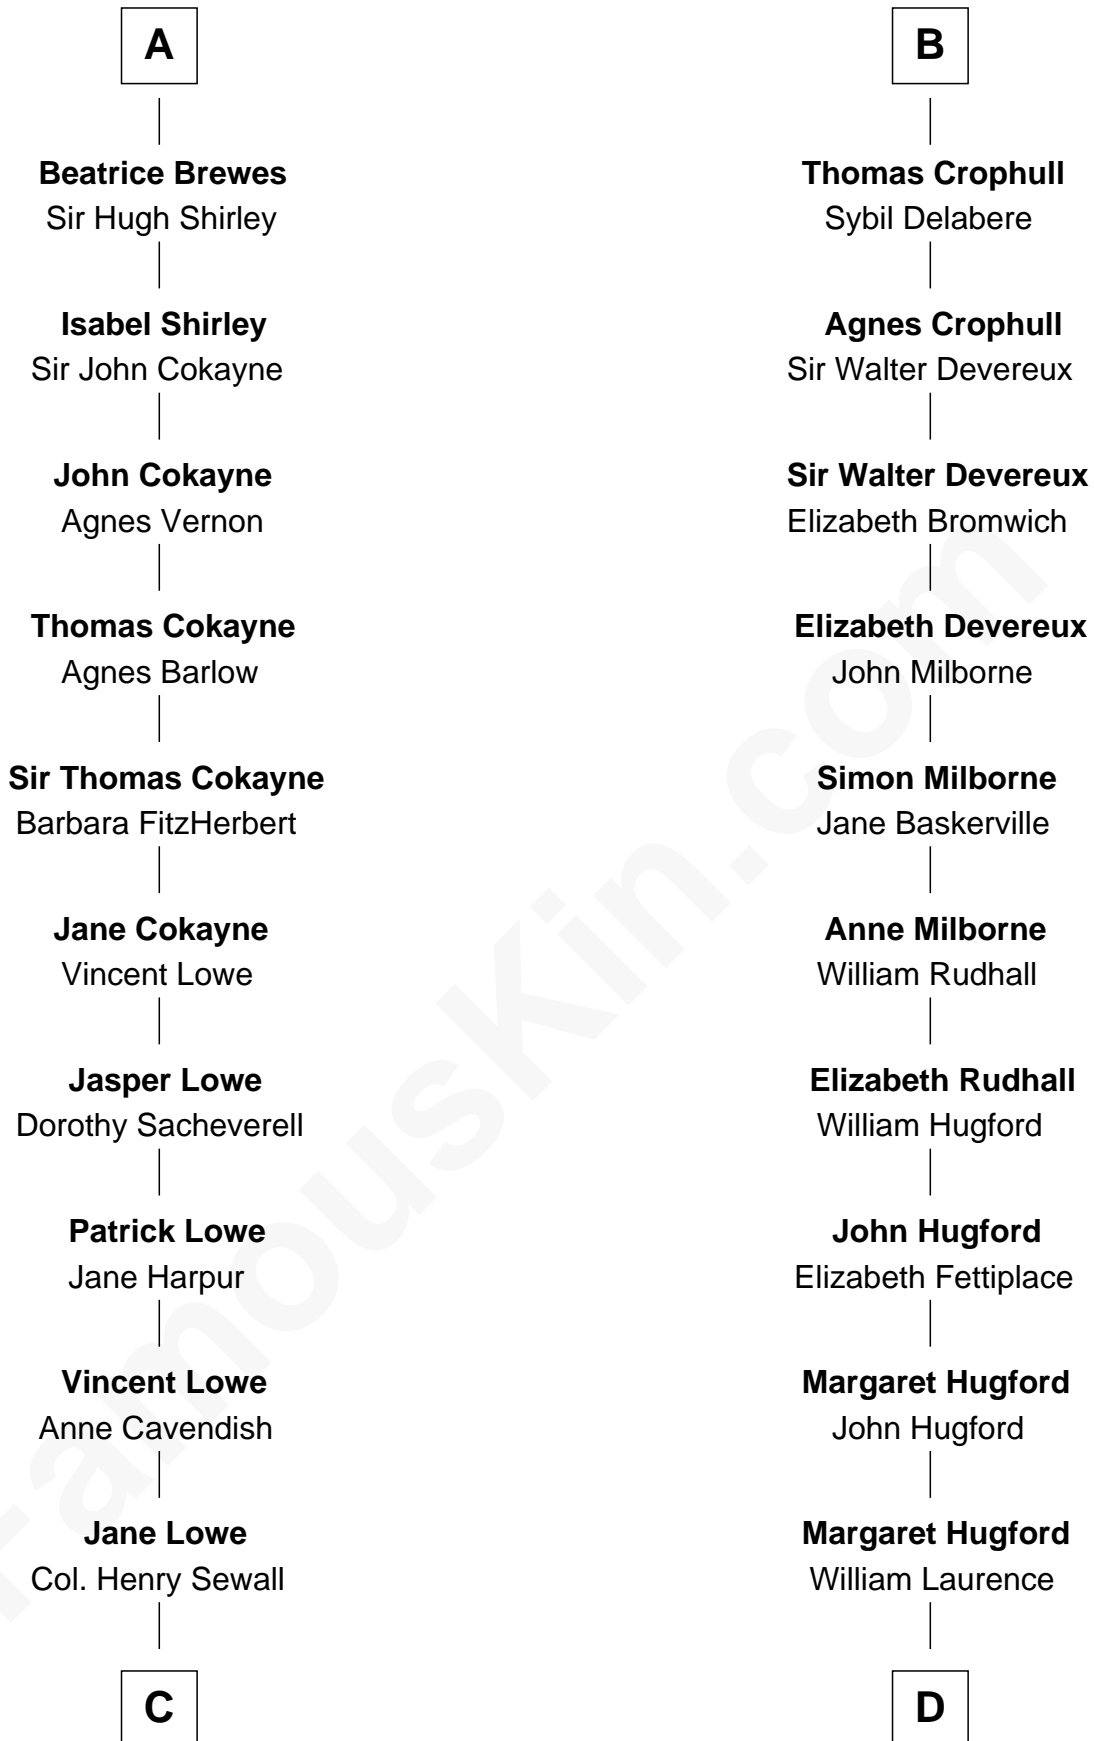 A
Beatrice Brewes
Sir Hugh Shirley
Isabel Shirley
Sir John Cokayne
John Cokayne
Agnes Vernon
Thomas Cokayne
Agnes Barlow
Sir Thomas Cokayne
Barbara FitzHerbert
Jane Cokayne
Vincent Lowe
Jasper Lowe
Dorothy Sacheverell
Patrick Lowe
Jane Harpur
Vincent Lowe
Anne Cavendish
Jane Lowe
Col. Henry Sewall
C
B
Thomas Crophull
Sybil Delabere
Agnes Crophull
Sir Walter Devereux
Sir Walter Devereux
Elizabeth Bromwich
Elizabeth Devereux
John Milborne
Simon Milborne
Jane Baskerville
Anne Milborne
William Rudhall
Elizabeth Rudhall
William Hugford
John Hugford
Elizabeth Fettiplace
Margaret Hugford
John Hugford
Margaret Hugford
William Laurence
D
FamousKin.com